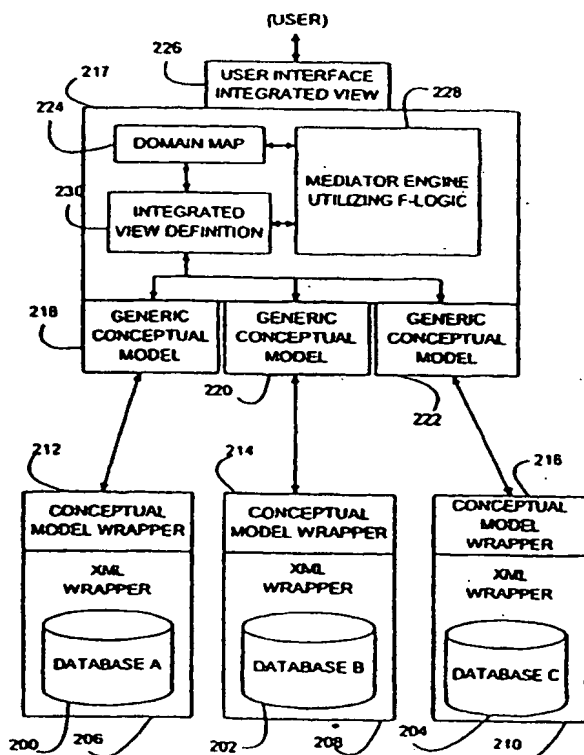 (USER)
226
USER INTERFACE
INTEGRATED VIEW
217
228
224
DOMAIN MAP
MEDIATOR ENGINE
UTILIZING F-LOGIC
230
INTEGRATED
VIEW DEFINITION
218
GENERIC
CONCEPTUAL
MODEL
GENERIC
CONCEPTUAL
MODEL
GENERIC
CONCEPTUAL
MODEL
220
222
212
214
216
CONCEPTUAL
MODEL WRAPPER
CONCEPTUAL
MODEL WRAPPER
CONCEPTUAL
MODEL
WRAPPER
XML
WRAPPER
XML
WRAPPER
XML
WRAPPER
DATABASE A
DATABASE B
DATABASE C
200
206
202
208
204
210